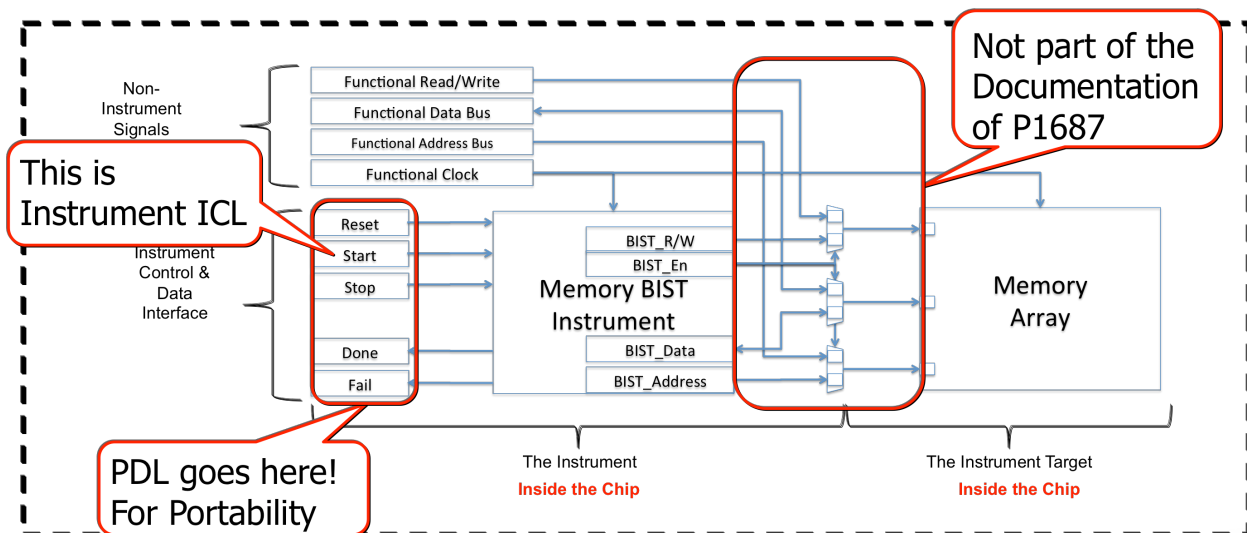 Non-
Instrument
Signals
Functional Read/Write
Functional Data Bus
Functional Address Bus
Functional Clock
Not part of the
Documentation
of P1687
This is
Instrument ICL
Instrument
Control &
Data
Interface
Reset
Start
Stop
Done
Fail
BIST_R/W
BIST_En
Memory BIST
Instrument
BIST_Data
BIST_Address
Memory
Array
PDL goes here!
For Portability
The Instrument
Inside the Chip
The Instrument Target
Inside the Chip